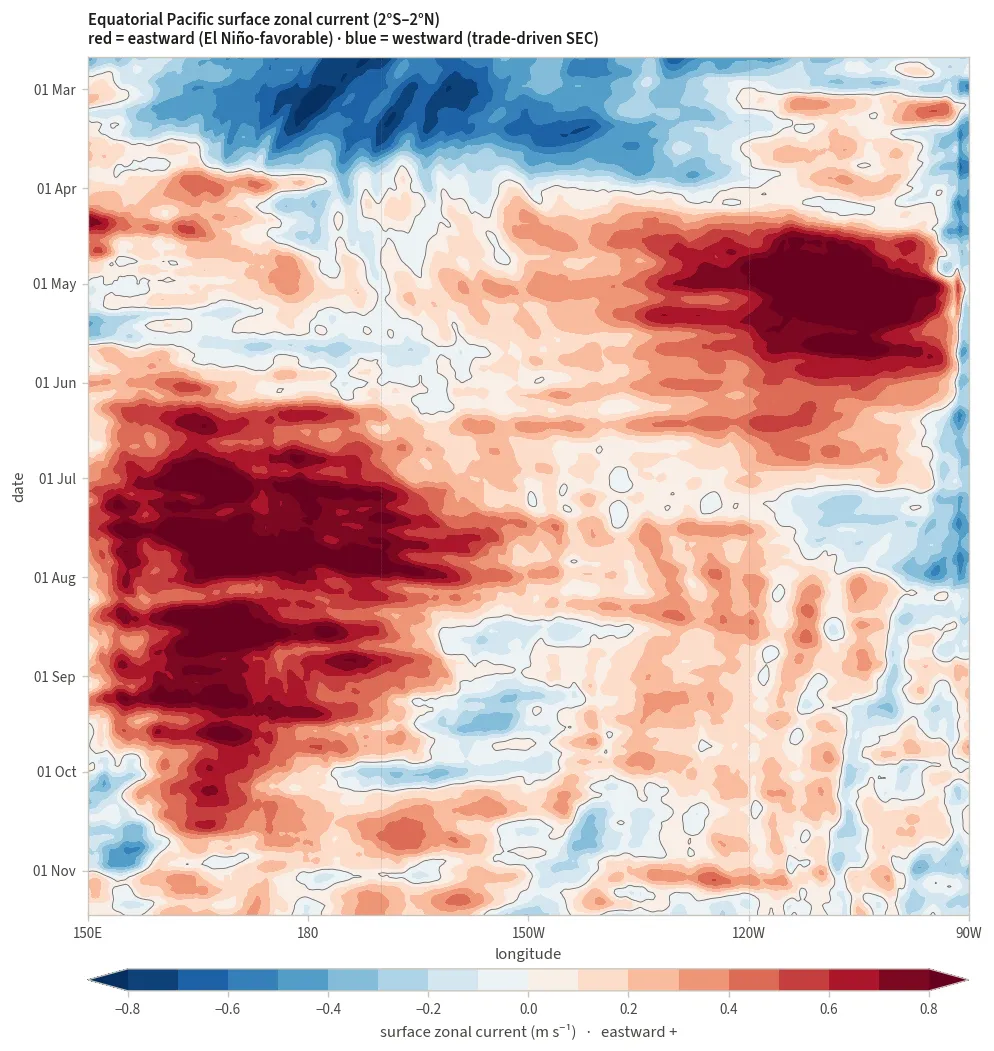 Equatorial Pacific surface zonal current (2°S–2°N)
red = eastward (El Niño-favorable) · blue = westward (trade-driven SEC)
01 Mar
01 Apr
01 May
01 Jun
01 Jul
01 Aug
01 Sep
01 Oct
01 Nov
date
150E 180 150W 120W 90W
longitude
−0.8 −0.6 −0.4 −0.2 0.0 0.2 0.4 0.6 0.8
surface zonal current (m s⁻¹) · eastward +